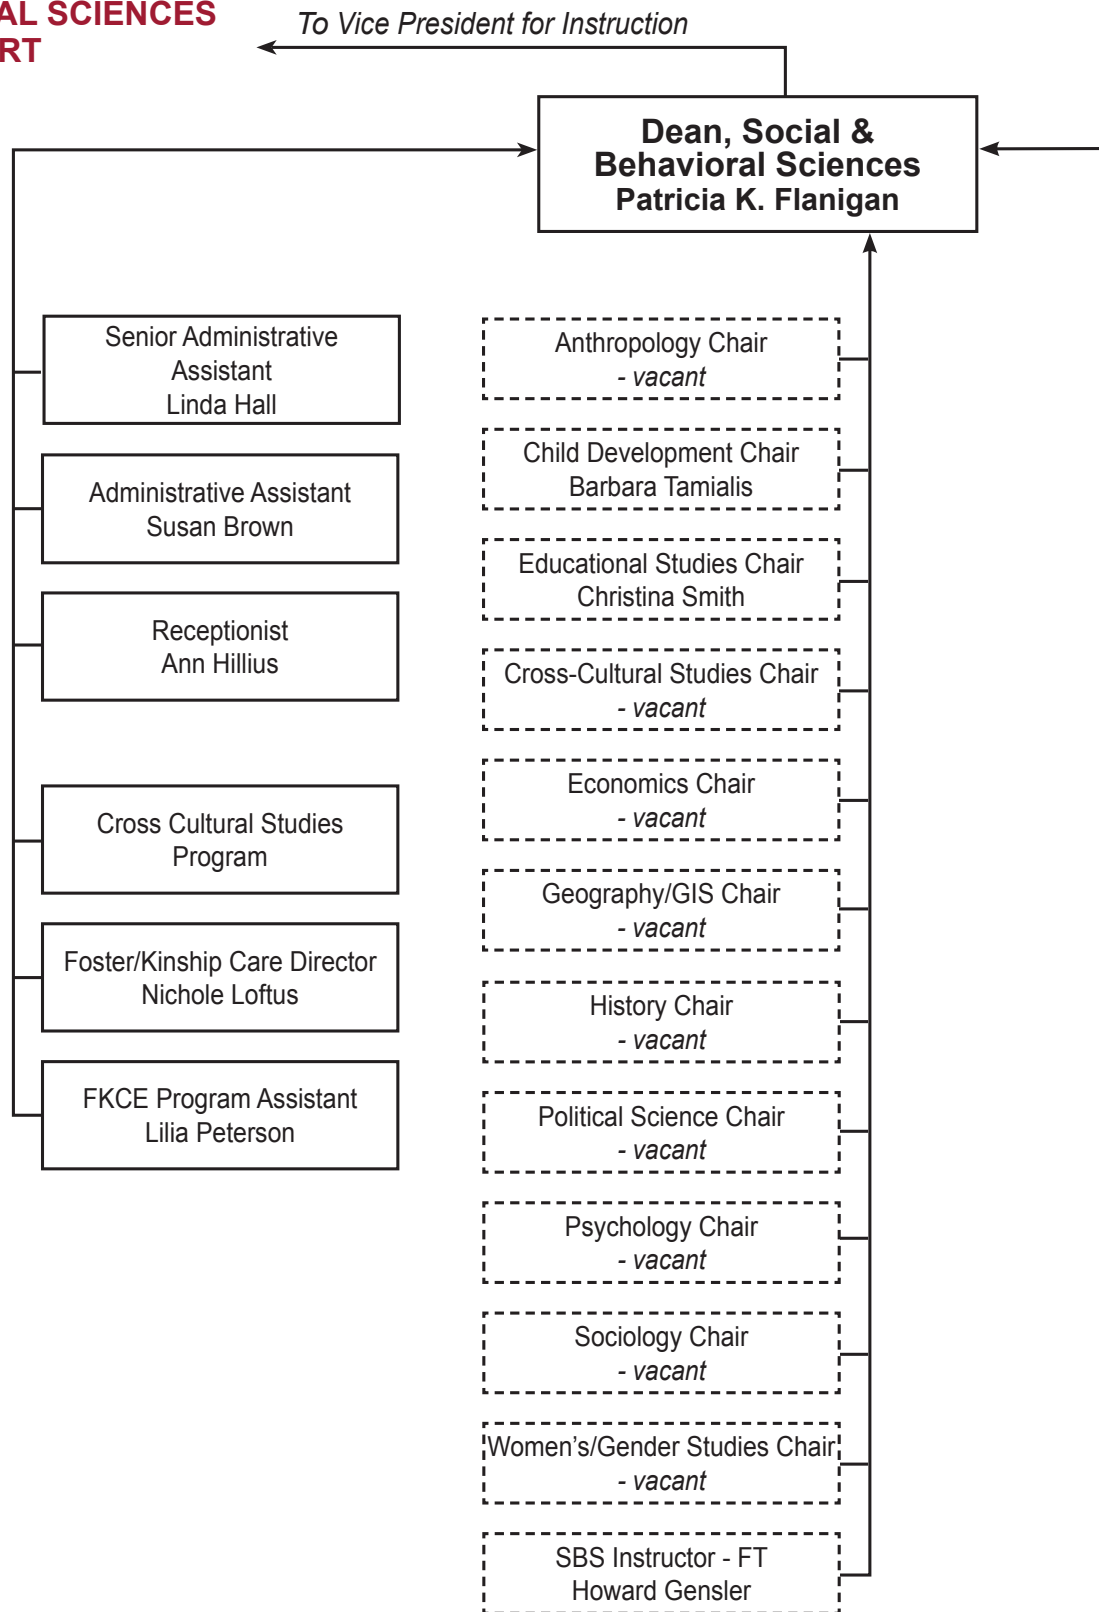 AL SCIENCES
RT
To Vice President for Instruction
Dean, Social &
Behavioral Sciences
Patricia K. Flanigan
Senior Administrative
Assistant
Linda Hall
Administrative Assistant
Susan Brown
Receptionist
Ann Hillius
Cross Cultural Studies
Program
Foster/Kinship Care Director
Nichole Loftus
FKCE Program Assistant
Lilia Peterson
Anthropology Chair
- vacant
Child Development Chair
Barbara Tamialis
Educational Studies Chair
Christina Smith
Cross-Cultural Studies Chair
- vacant
Economics Chair
- vacant
Geography/GIS Chair
- vacant
History Chair
- vacant
Political Science Chair
- vacant
Psychology Chair
- vacant
Sociology Chair
- vacant
Women's/Gender Studies Chair
- vacant
SBS Instructor - FT
Howard Gensler